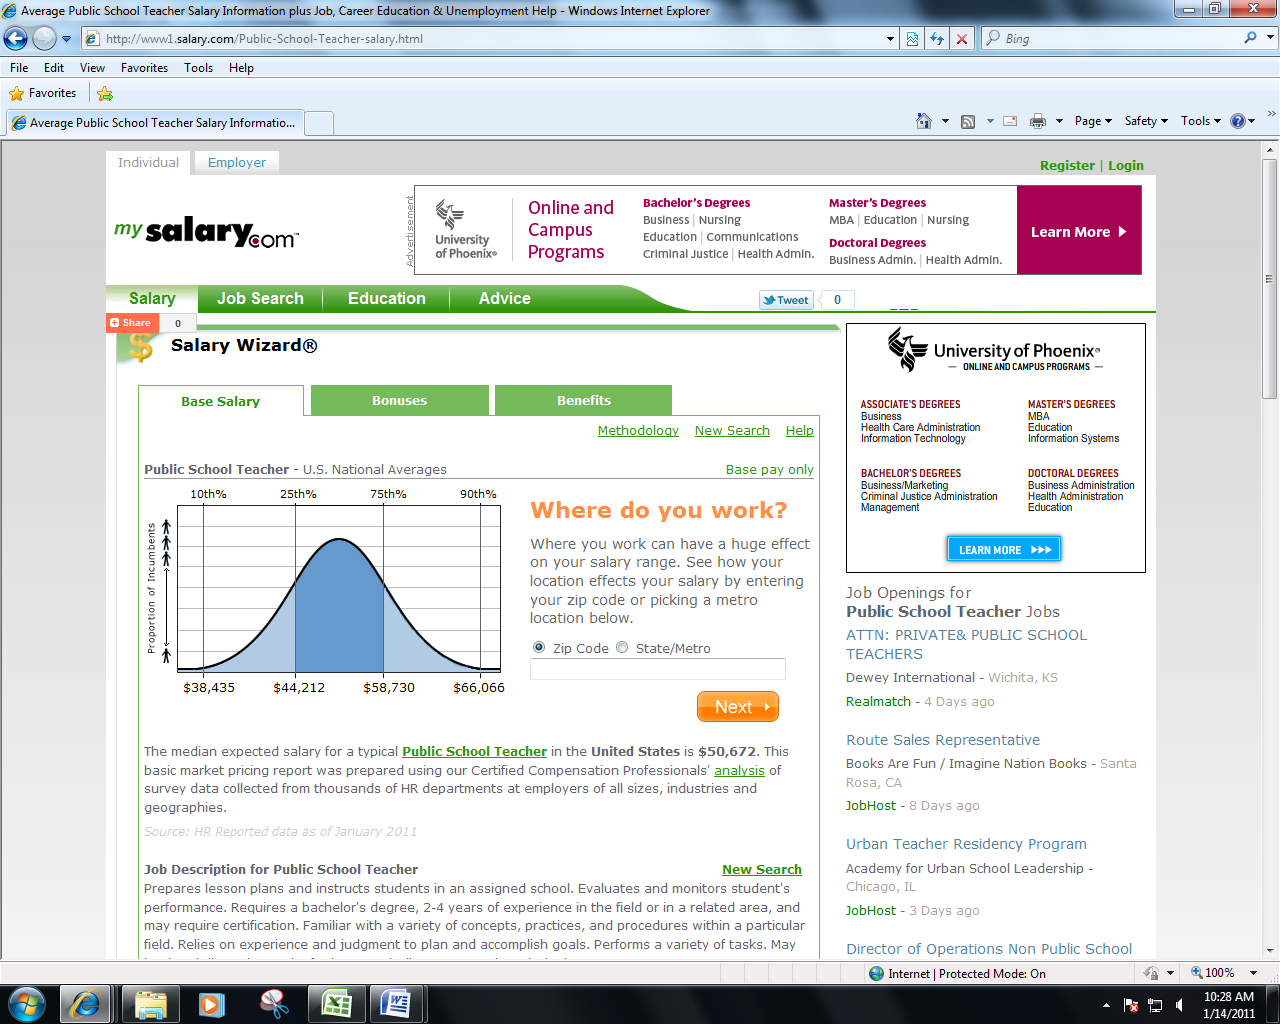 Average Public School Teacher Salary Information plus Job, Career Education & Unemployment Help - Windows Internet Explorer
http://www1.salary.com/Public-School-Teacher-salary.html
Bing
File Edit View Favorites Tools Help
Favorites
Average Public School Teacher Salary Informatio...
Page Safety Tools
Individual Employer
Register | Login
my salary.com™
Advertisement
University of Phoenix®
Online and Campus Programs
Bachelor's Degrees
Business | Nursing
Education | Communications
Criminal Justice | Health Admin.
Master's Degrees
MBA | Education | Nursing
Doctoral Degrees
Business Admin. | Health Admin.
Learn More
Salary Job Search Education Advice
Tweet 0
Share 0
Salary Wizard®
Base Salary Bonuses Benefits
Methodology New Search Help
Public School Teacher - U.S. National Averages
Base pay only
10th% 25th% 75th% 90th%
Proportion of Incumbents
$38,435 $44,212 $58,730 $66,066
Where do you work?
Where you work can have a huge effect
on your salary range. See how your
location effects your salary by entering
your zip code or picking a metro
location below.
Zip Code State/Metro
Next
The median expected salary for a typical Public School Teacher in the United States is $50,672. This
basic market pricing report was prepared using our Certified Compensation Professionals' analysis of
survey data collected from thousands of HR departments at employers of all sizes, industries and
geographies.
Source: HR Reported data as of January 2011
Job Description for Public School Teacher
New Search
Prepares lesson plans and instructs students in an assigned school. Evaluates and monitors student's
performance. Requires a bachelor's degree, 2-4 years of experience in the field or in a related area, and
may require certification. Familiar with a variety of concepts, practices, and procedures within a particular
field. Relies on experience and judgment to plan and accomplish goals. Performs a variety of tasks. May
University of Phoenix®
ONLINE AND CAMPUS PROGRAMS
ASSOCIATE'S DEGREES
Business
Health Care Administration
Information Technology
MASTER'S DEGREES
MBA
Education
Information Systems
BACHELOR'S DEGREES
Business/Marketing
Criminal Justice Administration
Management
DOCTORAL DEGREES
Business Administration
Health Administration
Education
LEARN MORE
Job Openings for
Public School Teacher Jobs
ATTN: PRIVATE& PUBLIC SCHOOL
TEACHERS
Dewey International - Wichita, KS
Realmatch - 4 Days ago
Route Sales Representative
Books Are Fun / Imagine Nation Books - Santa
Rosa, CA
JobHost - 8 Days ago
Urban Teacher Residency Program
Academy for Urban School Leadership -
Chicago, IL
JobHost - 3 Days ago
Director of Operations Non Public School
Internet | Protected Mode: On
100%
10:28 AM
1/14/2011